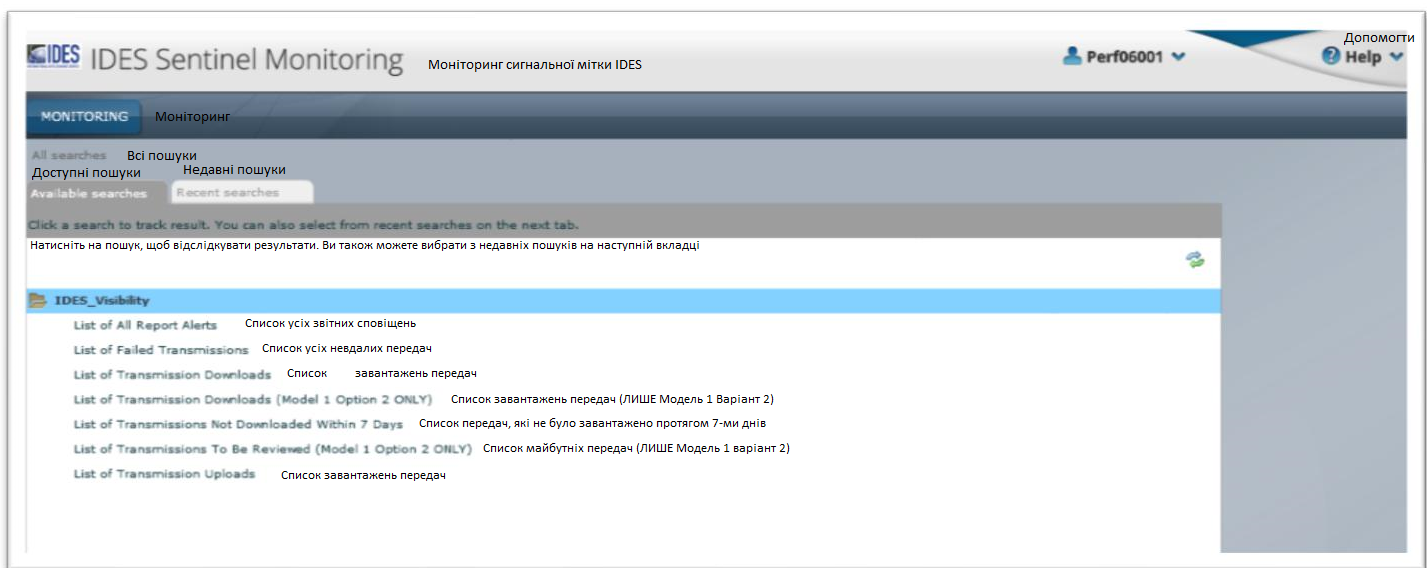 Допомогти
IDES IDES Sentinel Monitoring Моніторинг сигнальної мітки IDES Perf06001 Help
MONITORING Моніторинг
All searches Всі пошуки
Доступні пошуки Недавні пошуки
Available searches Recent searches
Click a search to track result. You can also select from recent searches on the next tab.
Натисніть на пошук, щоб відслідкувати результати. Ви також можете вибрати з недавніх пошуків на наступній вкладці
IDES_Visibility
List of All Report Alerts Список усіх звітних сповіщень
List of Failed Transmissions Список усіх невдалих передач
List of Transmission Downloads Список завантажень передач
List of Transmission Downloads (Model 1 Option 2 ONLY) Список завантажень передач (ЛИШЕ Модель 1 Варіант 2)
List of Transmissions Not Downloaded Within 7 Days Список передач, які не було завантажено протягом 7-ми днів
List of Transmissions To Be Reviewed (Model 1 Option 2 ONLY) Список майбутніх передач (ЛИШЕ Модель 1 варіант 2)
List of Transmission Uploads Список завантажень передач